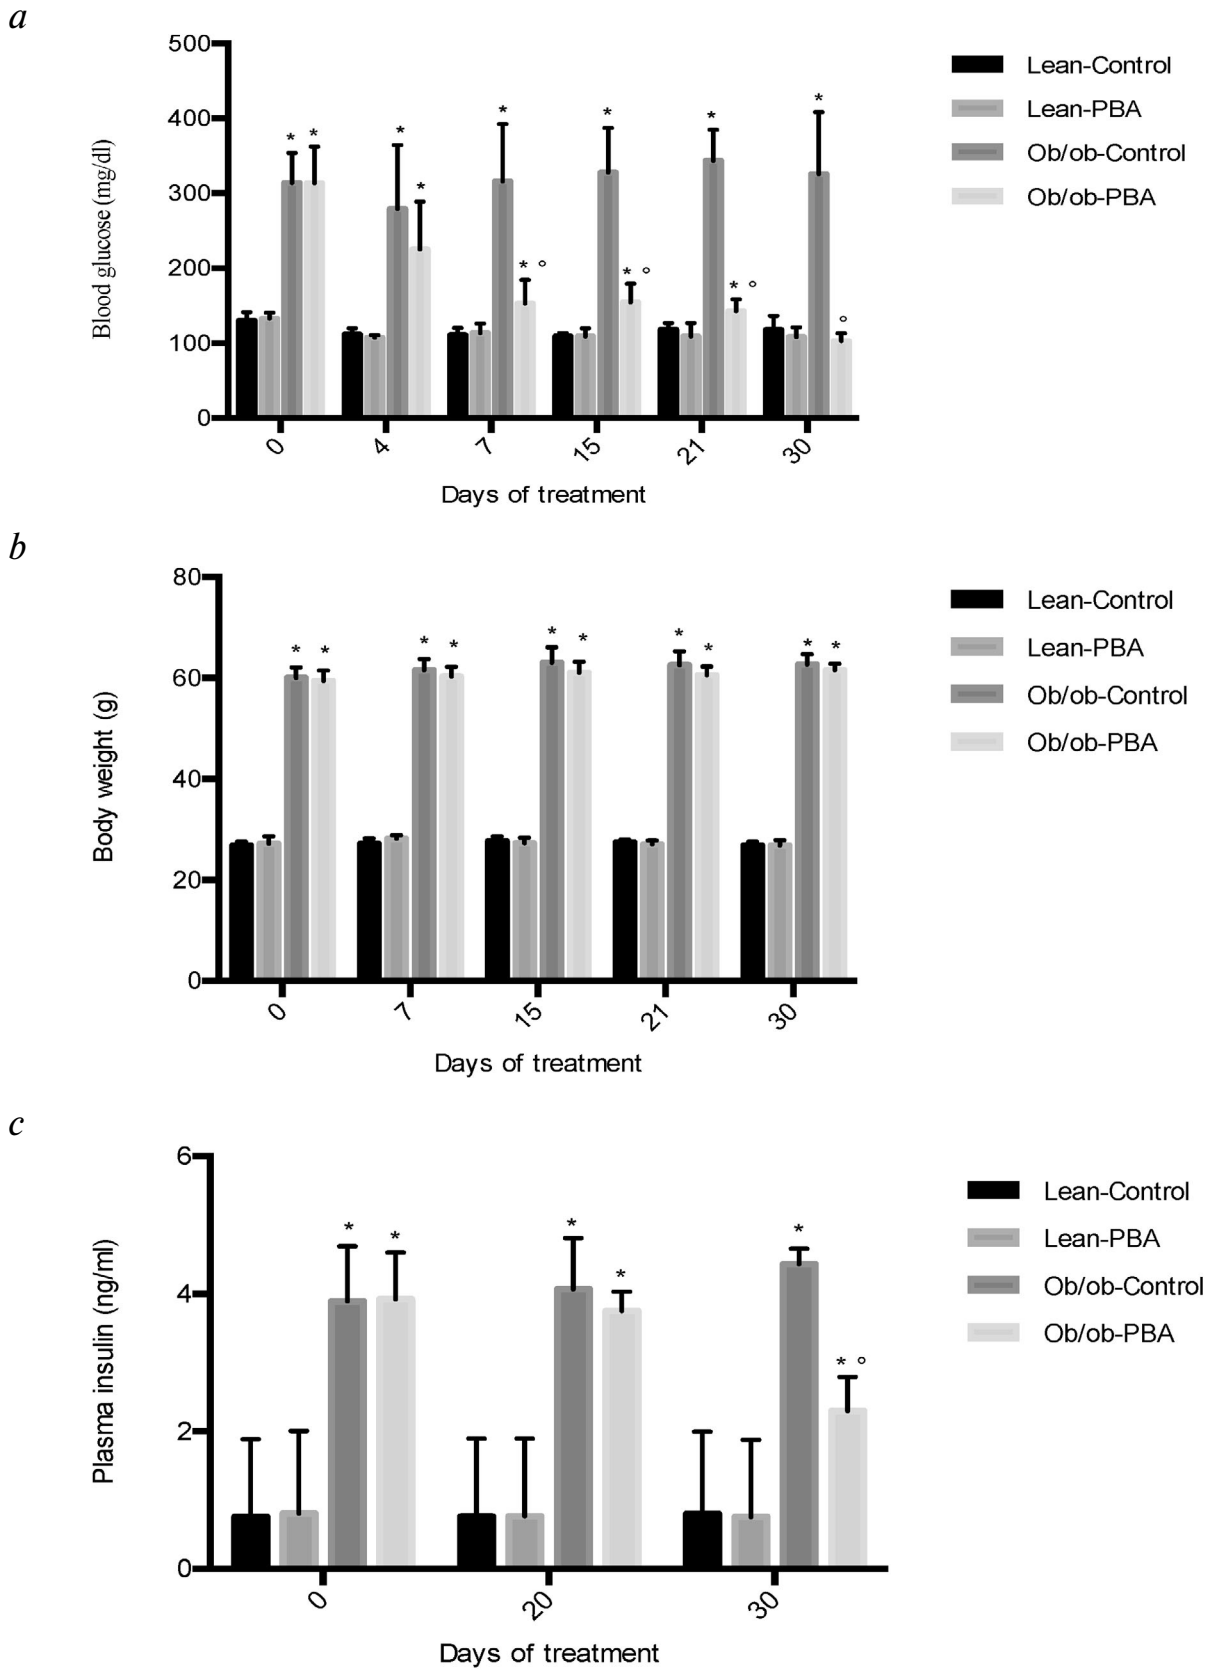 a
500
400
300
200
100
0
Blood glucose (mg/dl)
* * * * * * ° * * ° * * ° * °
0 4 7 15 21 30
Days of treatment
Lean-Control
Lean-PBA
Ob/ob-Control
Ob/ob-PBA
b
80
60
40
20
0
Body weight (g)
* * * * * * * * * *
0 7 15 21 30
Days of treatment
Lean-Control
Lean-PBA
Ob/ob-Control
Ob/ob-PBA
c
6
4
2
0
Plasma insulin (ng/ml)
* * * * * * °
0 20 30
Days of treatment
Lean-Control
Lean-PBA
Ob/ob-Control
Ob/ob-PBA